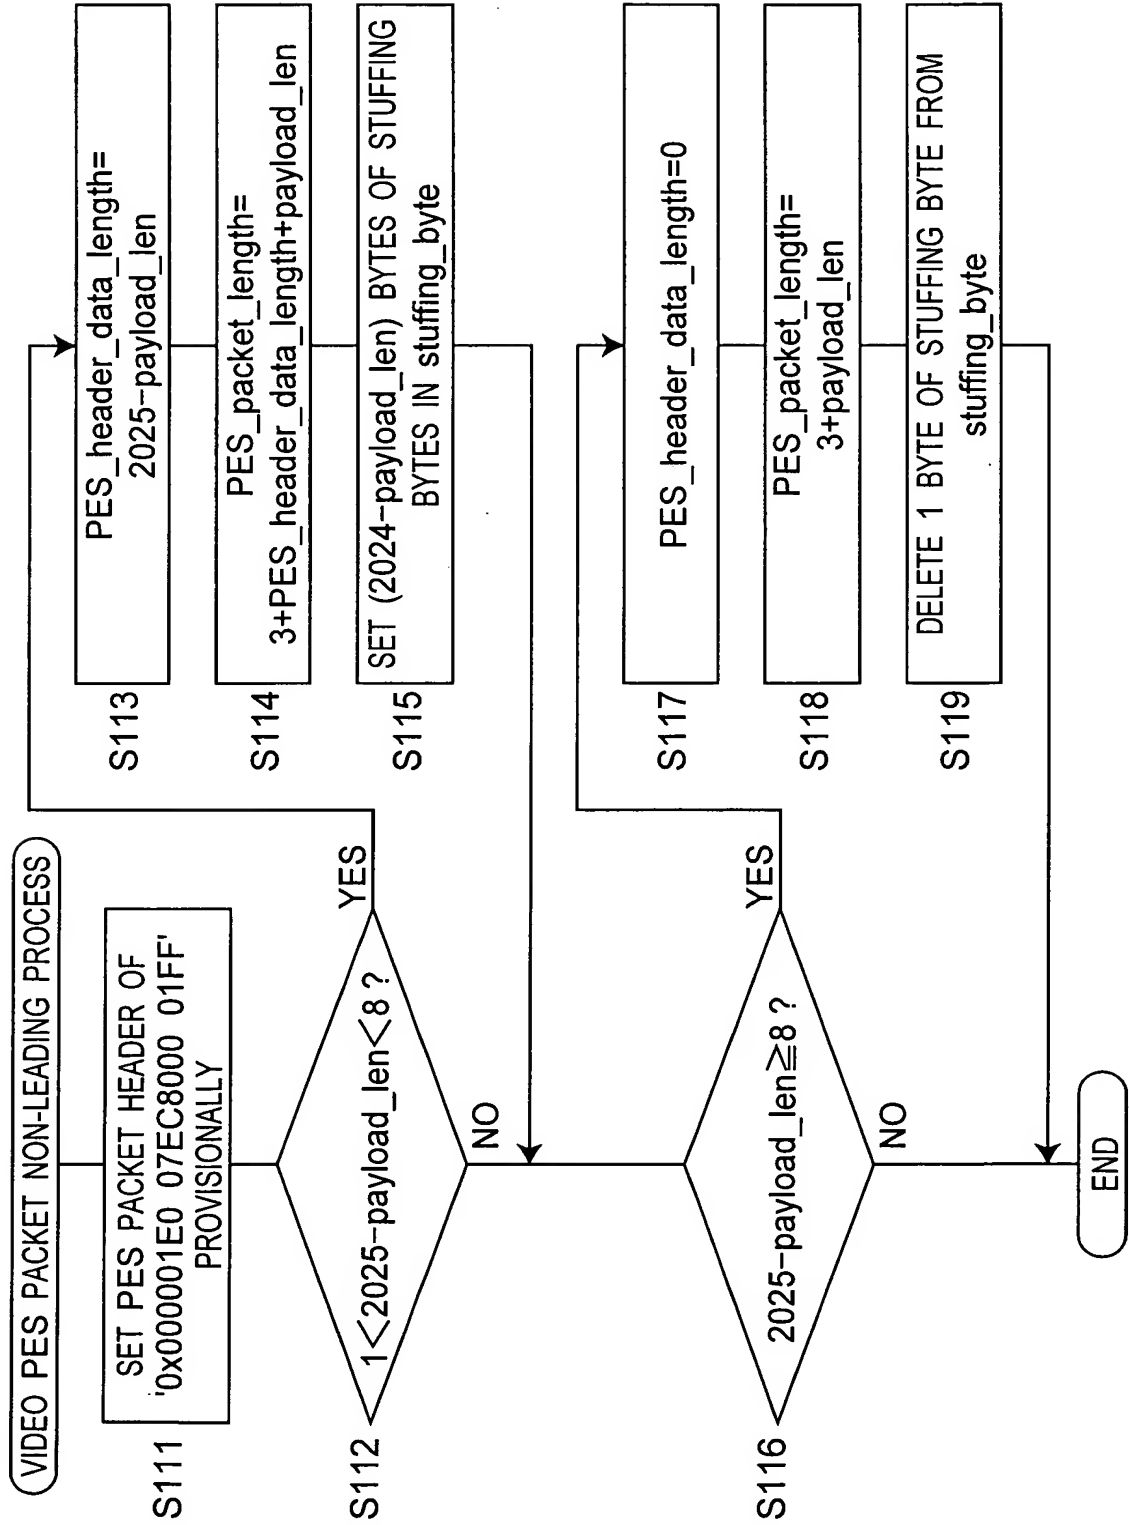 VIDEO PES PACKET NON-LEADING PROCESS
S111
SET PES PACKET HEADER OF
'0x000001E0 07EC8000 01FF'
PROVISIONALLY
S112
1<2025-payload_len<8 ?
YES
NO
S113
PES_header_data_length=
2025-payload_len
S114
PES_packet_length=
3+PES_header_data_length+payload_len
S115
SET (2024-payload_len) BYTES OF STUFFING
BYTES IN stuffing_byte
S116
2025-payload_len≧8 ?
YES
NO
S117
PES_header_data_length=0
S118
PES_packet_length=
3+payload_len
S119
DELETE 1 BYTE OF STUFFING BYTE FROM
stuffing_byte
END